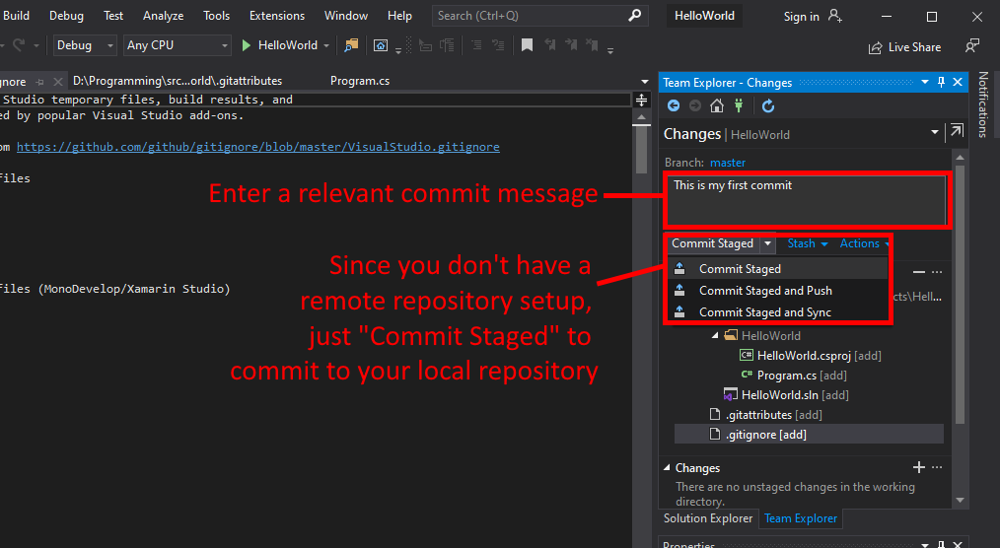 Build Debug Test Analyze Tools Extensions Window Help Search (Ctrl+Q) HelloWorld Sign in
Debug Any CPU HelloWorld Live Share
gnore D:\Programming\src...orld\.gitattributes Program.cs
Studio temporary files, build results, and
ed by popular Visual Studio add-ons.
om https://github.com/github/gitignore/blob/master/VisualStudio.gitignore
files
files (MonoDevelop/Xamarin Studio)
Enter a relevant commit message
Since you don't have a
remote repository setup,
just "Commit Staged" to
commit to your local repository
Team Explorer - Changes
Changes | HelloWorld
Branch: master
This is my first commit
Commit Staged Stash Actions
Commit Staged
Commit Staged and Push
cts\Hell...
Commit Staged and Sync
HelloWorld
C# HelloWorld.csproj [add]
C# Program.cs [add]
HelloWorld.sln [add]
.gitattributes [add]
.gitignore [add]
Changes
There are no unstaged changes in the working
directory.
Solution Explorer Team Explorer
Properties
Notifications